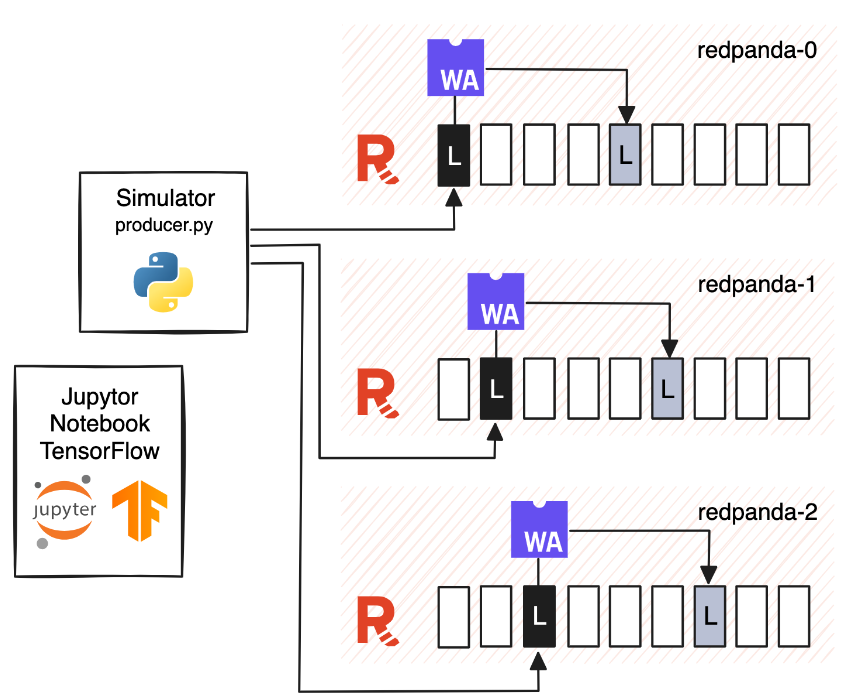 redpanda-0
WA
L
L
R
Simulator
producer.py
redpanda-1
WA
L
L
R
Jupytor
Notebook
TensorFlow
jupyter
redpanda-2
WA
L
L
R